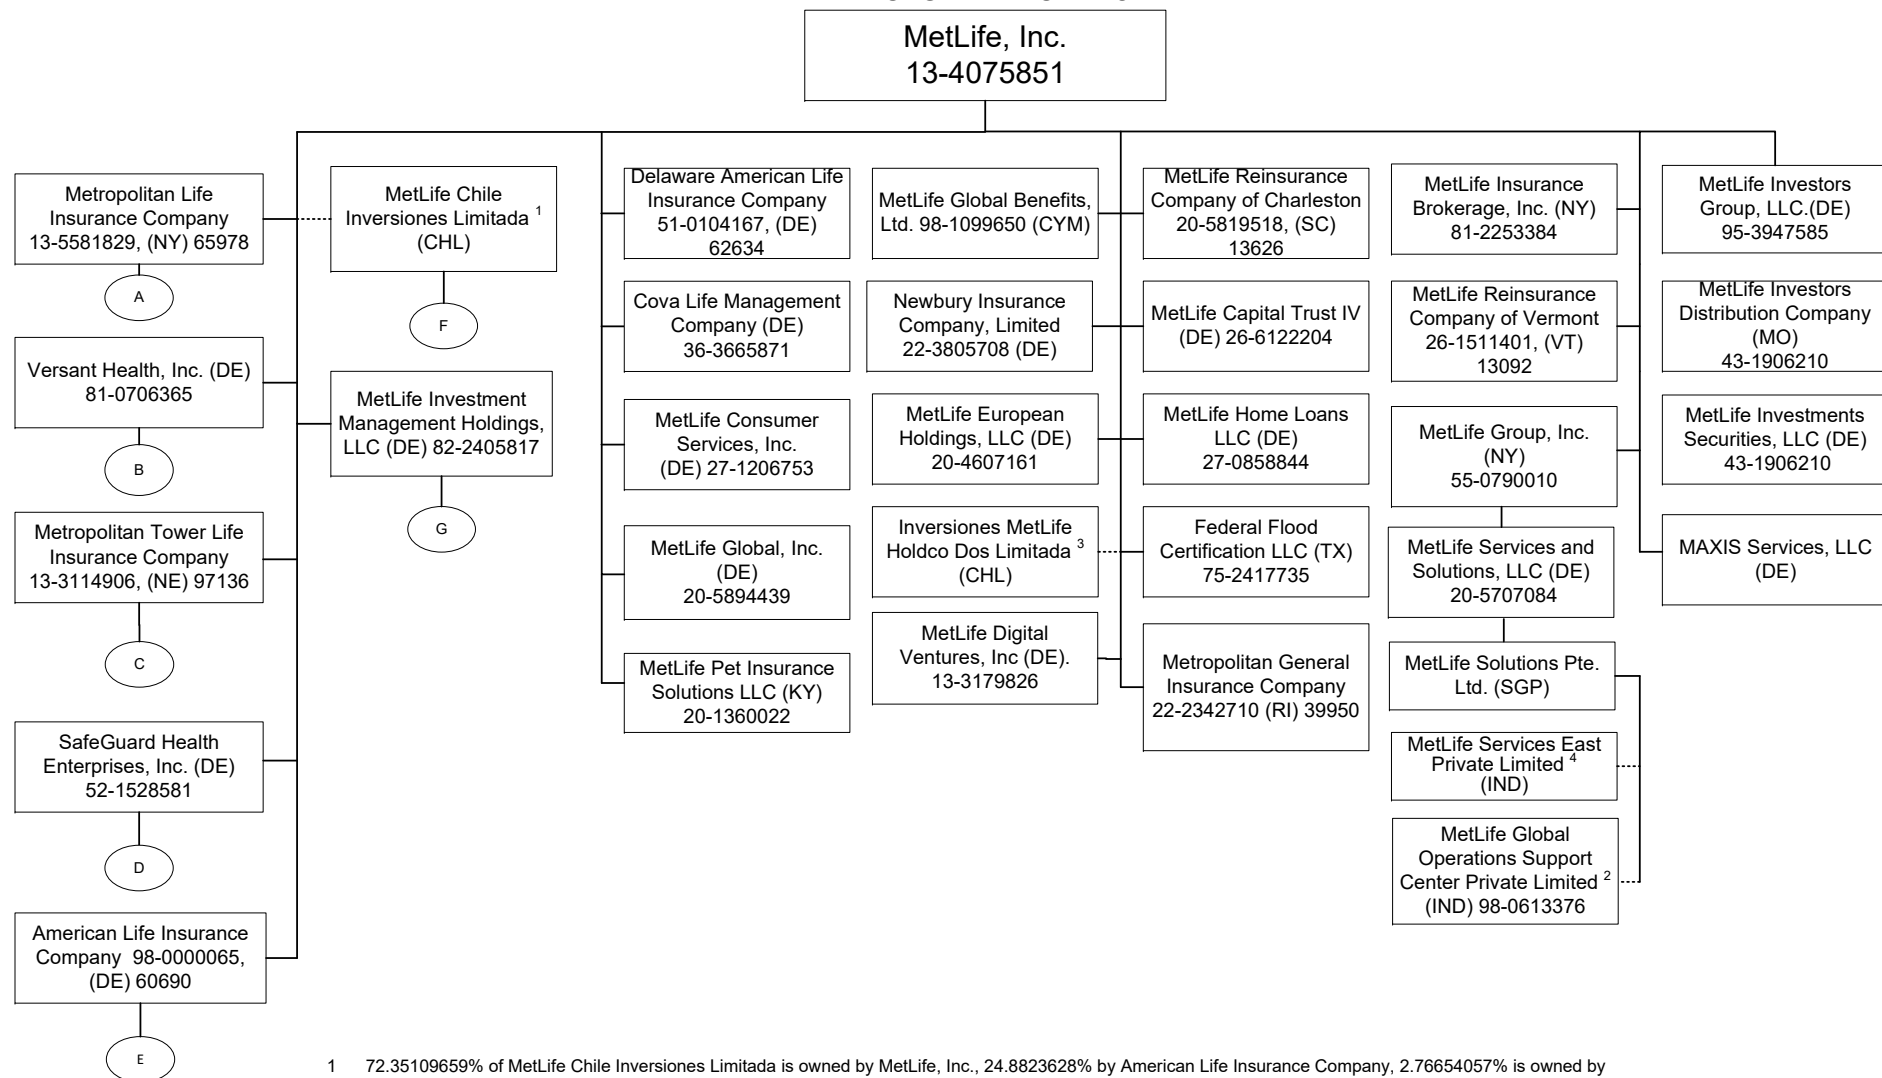 MetLife, Inc.
13-4075851
Metropolitan Life
Insurance Company
13-5581829, (NY) 65978
A
Versant Health, Inc. (DE)
81-0706365
B
Metropolitan Tower Life
Insurance Company
13-3114906, (NE) 97136
C
SafeGuard Health
Enterprises, Inc. (DE)
52-1528581
D
American Life Insurance
Company 98-0000065,
(DE) 60690
E
MetLife Chile
Inversiones Limitada 1
(CHL)
F
MetLife Investment
Management Holdings,
LLC (DE) 82-2405817
G
Delaware American Life
Insurance Company
51-0104167, (DE)
62634
Cova Life Management
Company (DE)
36-3665871
MetLife Consumer
Services, Inc.
(DE) 27-1206753
MetLife Global, Inc.
(DE)
20-5894439
MetLife Pet Insurance
Solutions LLC (KY)
20-1360022
MetLife Global Benefits,
Ltd. 98-1099650 (CYM)
Newbury Insurance
Company, Limited
22-3805708 (DE)
MetLife European
Holdings, LLC (DE)
20-4607161
Inversiones MetLife
Holdco Dos Limitada 3
(CHL)
MetLife Digital
Ventures, Inc (DE).
13-3179826
MetLife Reinsurance
Company of Charleston
20-5819518, (SC)
13626
MetLife Capital Trust IV
(DE) 26-6122204
MetLife Home Loans
LLC (DE)
27-0858844
Federal Flood
Certification LLC (TX)
75-2417735
Metropolitan General
Insurance Company
22-2342710 (RI) 39950
MetLife Insurance
Brokerage, Inc. (NY)
81-2253384
MetLife Reinsurance
Company of Vermont
26-1511401, (VT)
13092
MetLife Group, Inc.
(NY)
55-0790010
MetLife Services and
Solutions, LLC (DE)
20-5707084
MetLife Solutions Pte.
Ltd. (SGP)
MetLife Services East
Private Limited 4
(IND)
MetLife Global
Operations Support
Center Private Limited 2
(IND) 98-0613376
MetLife Investors
Group, LLC.(DE)
95-3947585
MetLife Investors
Distribution Company
(MO)
43-1906210
MetLife Investments
Securities, LLC (DE)
43-1906210
MAXIS Services, LLC
(DE)
1 72.35109659% of MetLife Chile Inversiones Limitada is owned by MetLife, Inc., 24.8823628% by American Life Insurance Company, 2.76654057% is owned by